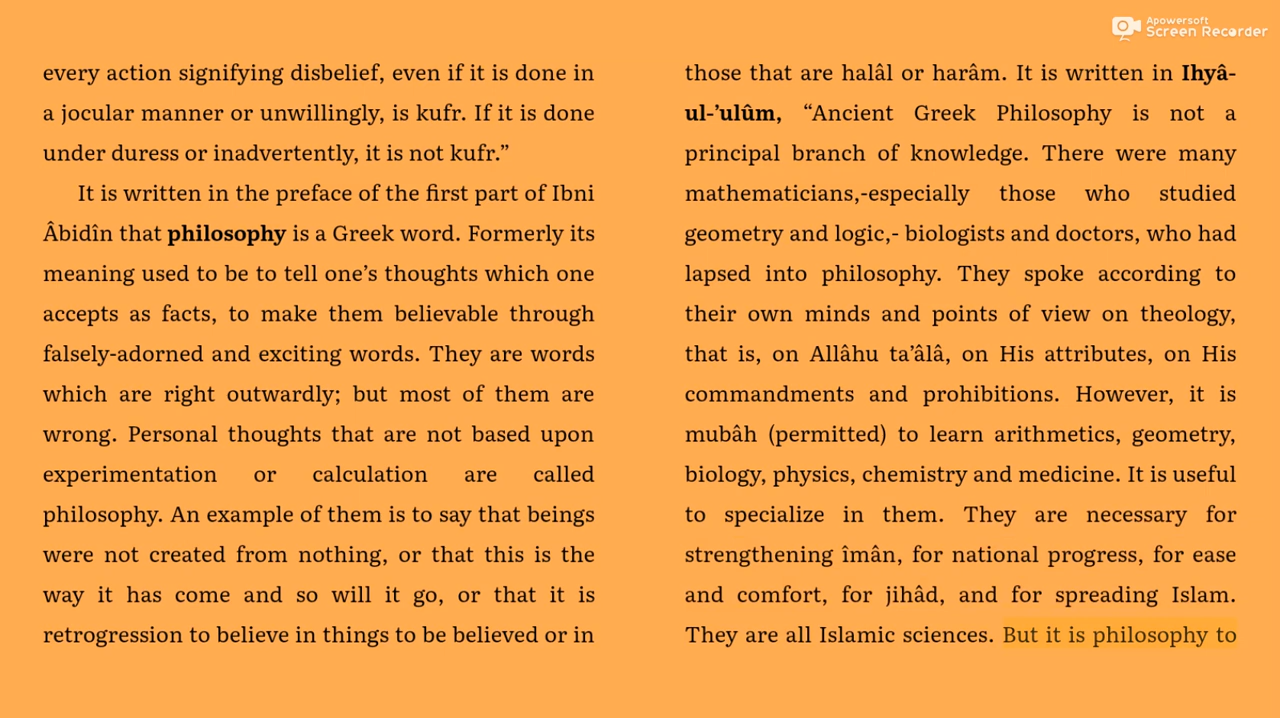 Apowersoft
Screen Recorder
every action signifying disbelief, even if it is done in
a jocular manner or unwillingly, is kufr. If it is done
under duress or inadvertently, it is not kufr.”
It is written in the preface of the first part of Ibni
Âbidîn that philosophy is a Greek word. Formerly its
meaning used to be to tell one’s thoughts which one
accepts as facts, to make them believable through
falsely-adorned and exciting words. They are words
which are right outwardly; but most of them are
wrong. Personal thoughts that are not based upon
experimentation or calculation are called
philosophy. An example of them is to say that beings
were not created from nothing, or that this is the
way it has come and so will it go, or that it is
retrogression to believe in things to be believed or in
those that are halâl or harâm. It is written in Ihyâ-
ul-’ulûm, “Ancient Greek Philosophy is not a
principal branch of knowledge. There were many
mathematicians,-especially those who studied
geometry and logic,- biologists and doctors, who had
lapsed into philosophy. They spoke according to
their own minds and points of view on theology,
that is, on Allâhu ta’âlâ, on His attributes, on His
commandments and prohibitions. However, it is
mubâh (permitted) to learn arithmetics, geometry,
biology, physics, chemistry and medicine. It is useful
to specialize in them. They are necessary for
strengthening îmân, for national progress, for ease
and comfort, for jihâd, and for spreading Islam.
They are all Islamic sciences. But it is philosophy to